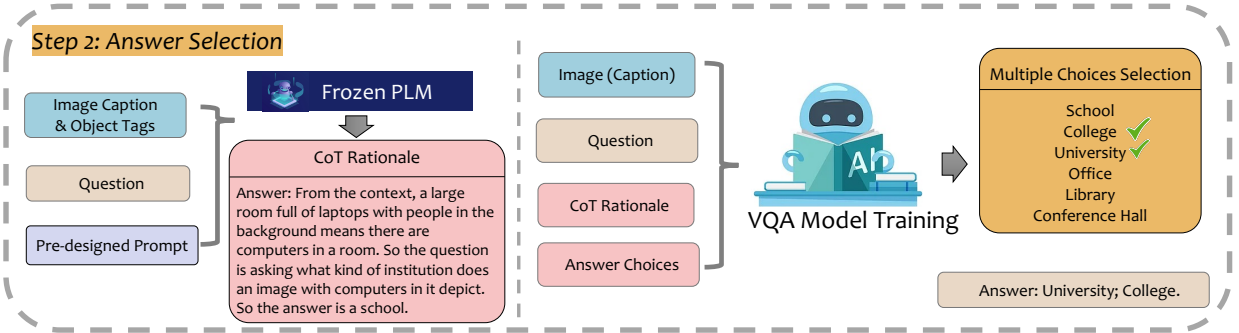 Step 2: Answer Selection
Image Caption
& Object Tags
Question
Pre-designed Prompt
Frozen PLM
CoT Rationale
Answer: From the context, a large
room full of laptops with people in the
background means there are
computers in a room. So the question
is asking what kind of institution does
an image with computers in it depict.
So the answer is a school.
Image (Caption)
Question
CoT Rationale
Answer Choices
AI
VQA Model Training
Multiple Choices Selection
School
College
University
Office
Library
Conference Hall
Answer: University; College.